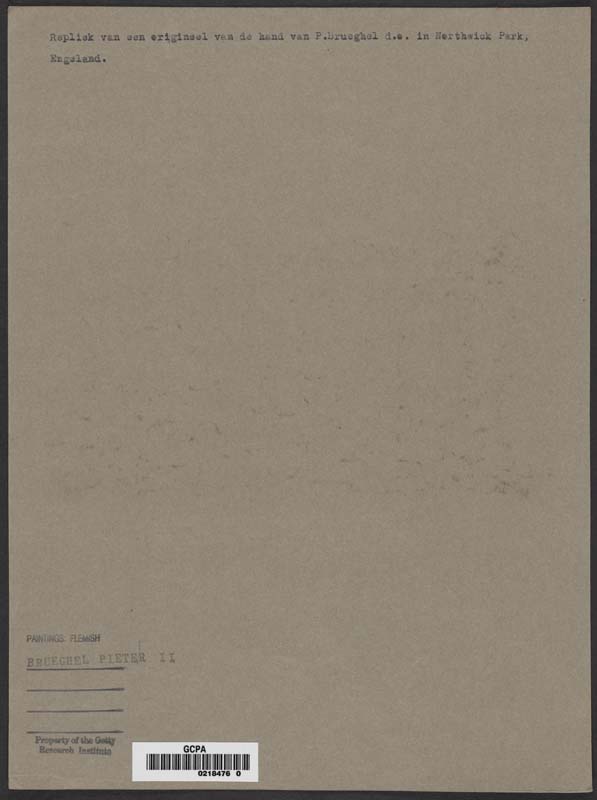 Repliek van een origineel van de hand van P.brueghel d.e. in Northwick Park,
Engeland.
PAINTINGS: FLEMISH
BRUEGHEL PIETER II
Property of the Getty
Research Institute
GCPA
0218476 0